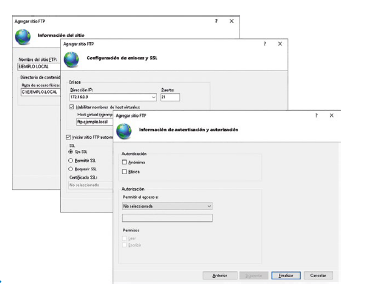 Agregar sitio FTP
Información del sitio
Nombre del sitio FTP:
EJEMPLO LOCAL
Directorio de contenido
Ruta de acceso física:
C:\EJEMPLO LOCAL
Agregar sitio FTP
Configuración de enlaces y SSL
Enlace
Dirección IP:
Puerto:
172.16.0.9
21
Habilitar nombres de host virtuales
ftp.ejemplo.local
Iniciar sitio FTP autom
SSL
Sin SSL
Permitir SSL
Requerir SSL
Certificado SSL:
No seleccionado
Agregar sitio FTP
Información de autenticación y autorización
Autenticación
Anónima
Básica
Autorización
Permitir el acceso a:
No seleccionado
Permisos
Leer
Escribir
Anterior
Siguiente
Finalizar
Cancelar